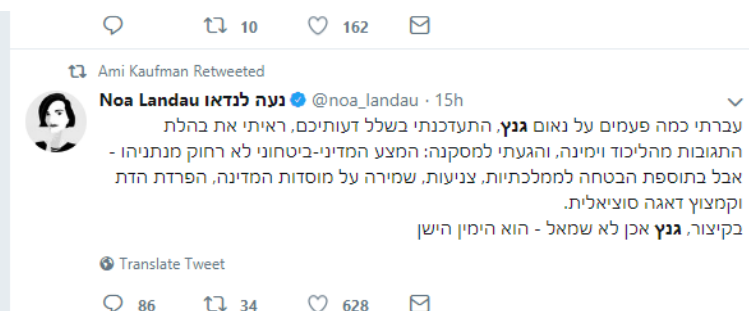 10 162
Ami Kaufman Retweeted
Noa Landau נעה לנדאו @noa_landau · 15h
עברתי כמה פעמים על נאום גנץ, התעדכנתי בשלל דעותיכם, ראיתי את בהלת
התגובות מהליכוד וימינה, והגעתי למסקנה: המצע המדיני-ביטחוני לא רחוק מנתניהו -
אבל בתוספת הבטחה לממלכתיות, צניעות, שמירה על מוסדות המדינה, הפרדת הדת
וקמצוץ דאגה סוציאלית.
בקיצור, גנץ אכן לא שמאל - הוא הימין הישן
Translate Tweet
86 34 628